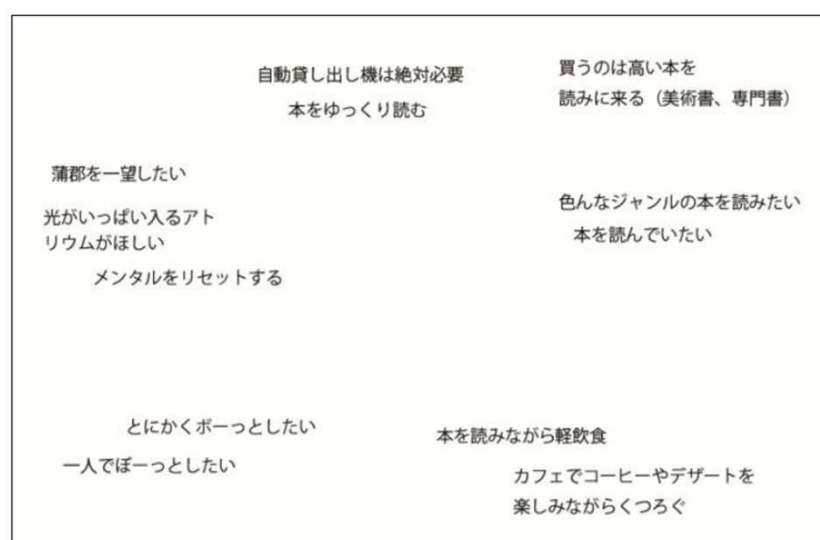 自動貸し出し機は絶対必要
本をゆっくり読む
買うのは高い本を
読みに来る（美術書、専門書）
蒲郡を一望したい
光がいっぱい入るアト
リウムがほしい
メンタルをリセットする
色んなジャンルの本を読みたい
本を読んでいたい
とにかくボーっとしたい
一人でぼーっとしたい
本を読みながら軽飲食
カフェでコーヒーやデザートを
楽しみながらくつろぐ